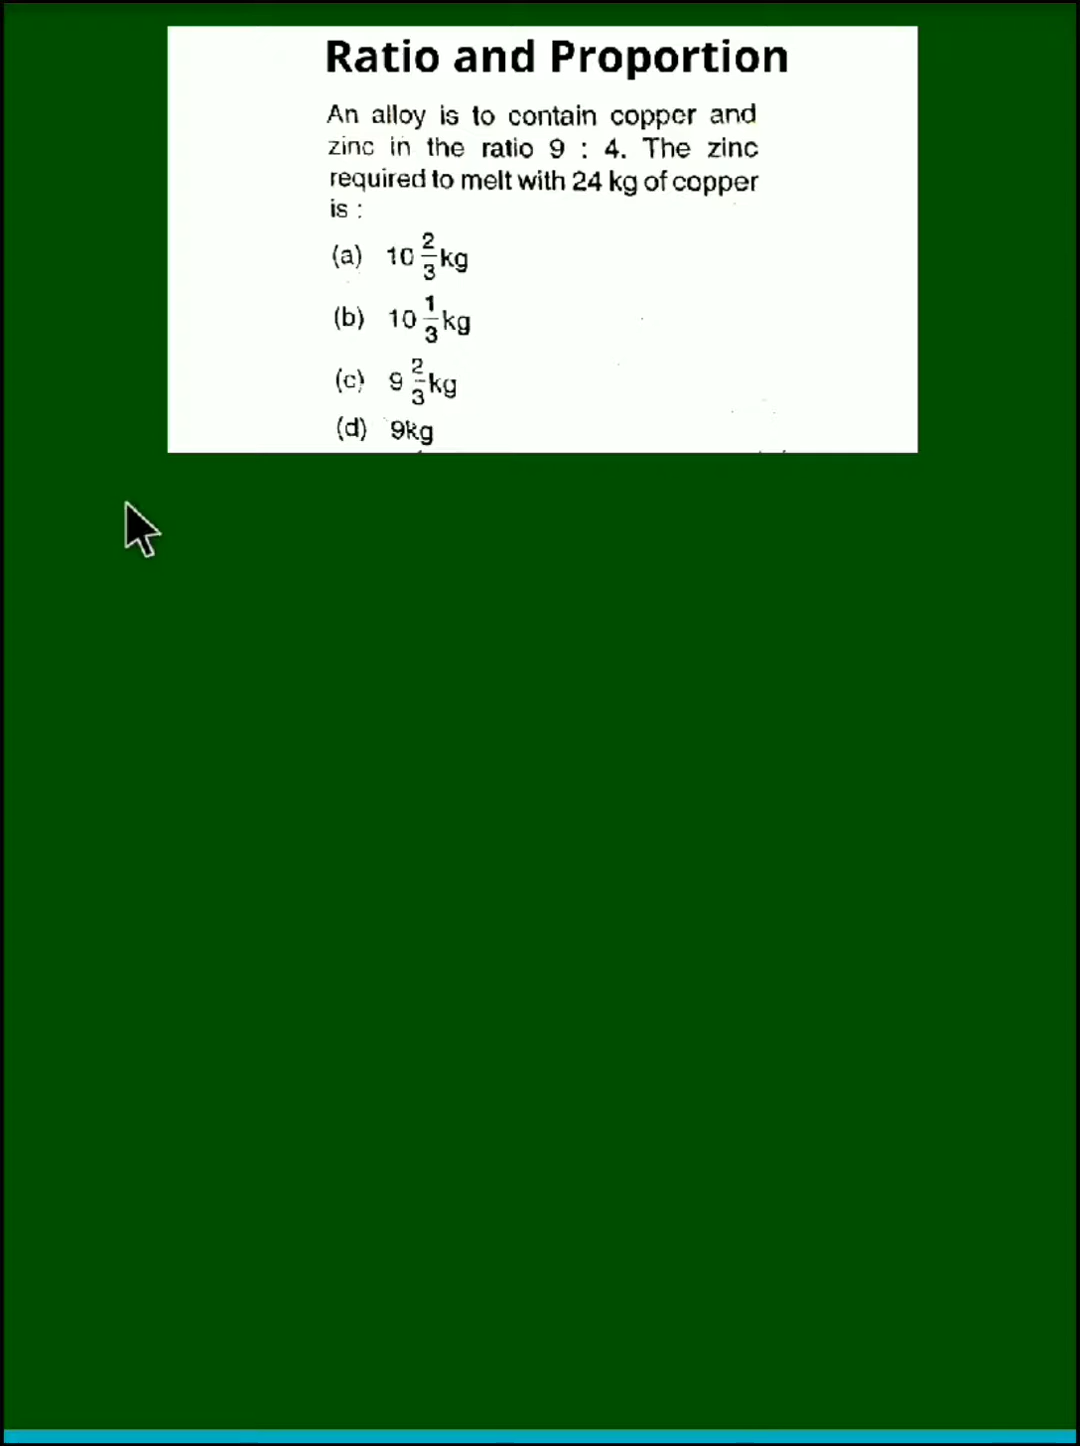 Ratio and Proportion
An alloy is to contain copper and
zinc in the ratio 9 : 4. The zinc
required to melt with 24 kg of copper
is :
(a) 10 2/3 kg
(b) 10 1/3 kg
(c) 9 2/3 kg
(d) 9kg